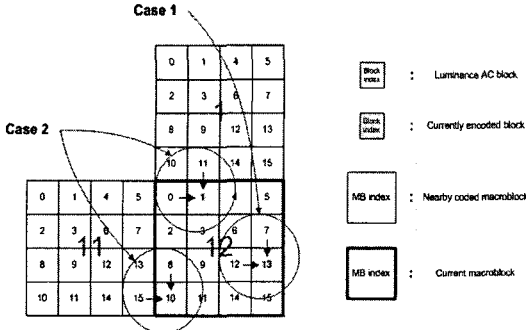 Case 1
0 1 4 5
2 3 6 7
1
8 9 12 13
Case 2
10 11 14 15
0 1 4 5 0 1 4 5
2 3 6 7 2 3 6 7
11 12
8 9 12 13 8 9 12 13
10 11 14 15 10 11 14 15
Block
index
: Luminance AC block
Block
index
: Currently encoded block
MB index : Nearby coded macroblock
MB index : Current macroblock